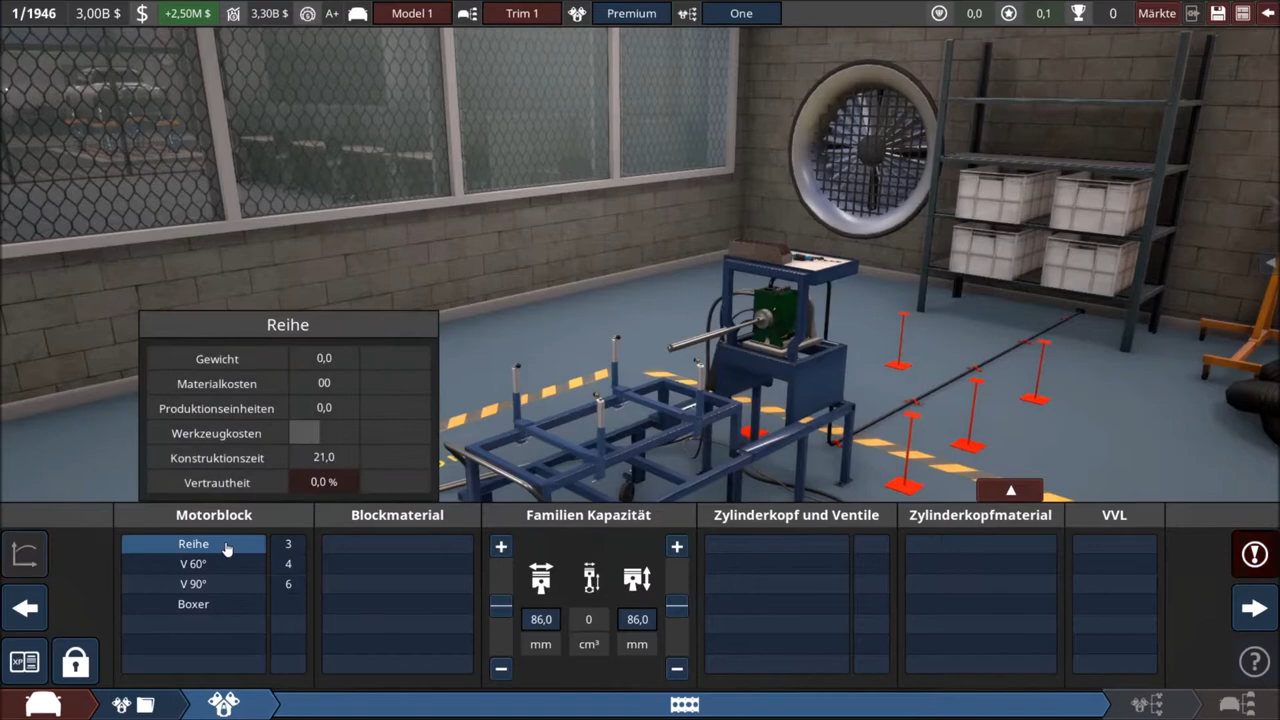 1/1946 3,00B $ $ +2,50M $ 3,30B $ A+ Model 1 Trim 1 Premium One 0,0 0,1 0 Märkte
Reihe
Gewicht 0,0
Materialkosten 00
Produktionseinheiten 0,0
Werkzeugkosten
Konstruktionszeit 21,0
Vertrautheit 0,0 %
Motorblock Blockmaterial Familien Kapazität Zylinderkopf und Ventile Zylinderkopfmaterial VVL
Reihe 3
V 60° 4
V 90° 6
Boxer
86,0 0 86,0
mm cm³ mm
XP